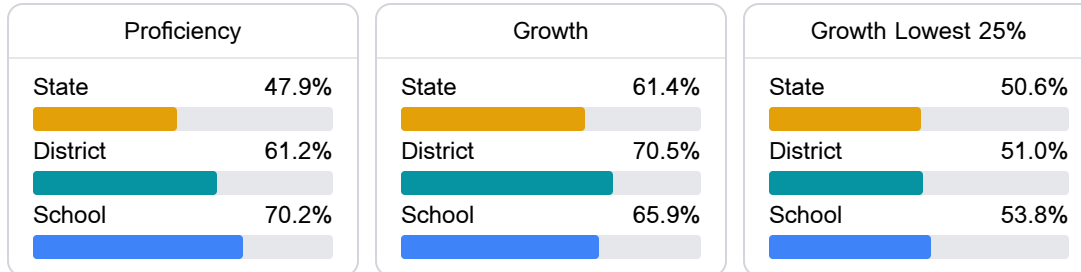 Proficiency
State 47.9%
District 61.2%
School 70.2%
Growth
State 61.4%
District 70.5%
School 65.9%
Growth Lowest 25%
State 50.6%
District 51.0%
School 53.8%